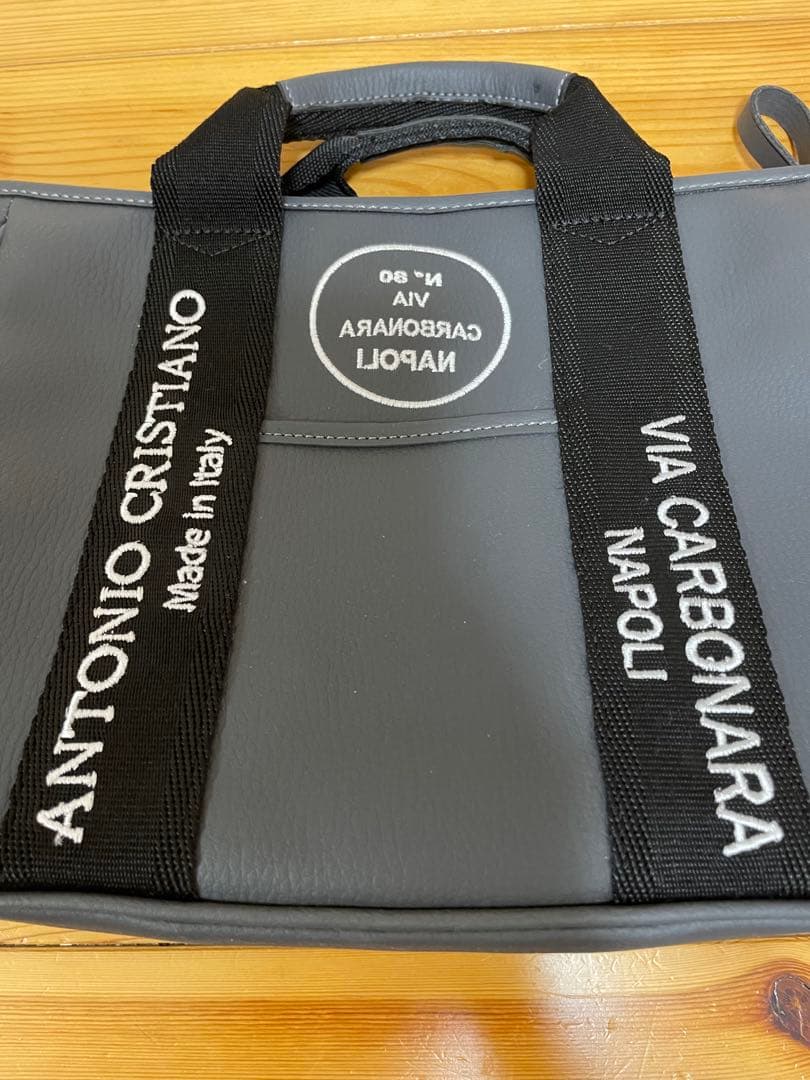 N° 80
VIA
CARBONARA
NAPOLI
ANTONIO CRISTIANO
Made in Italy
VIA CARBONARA
NAPOLI